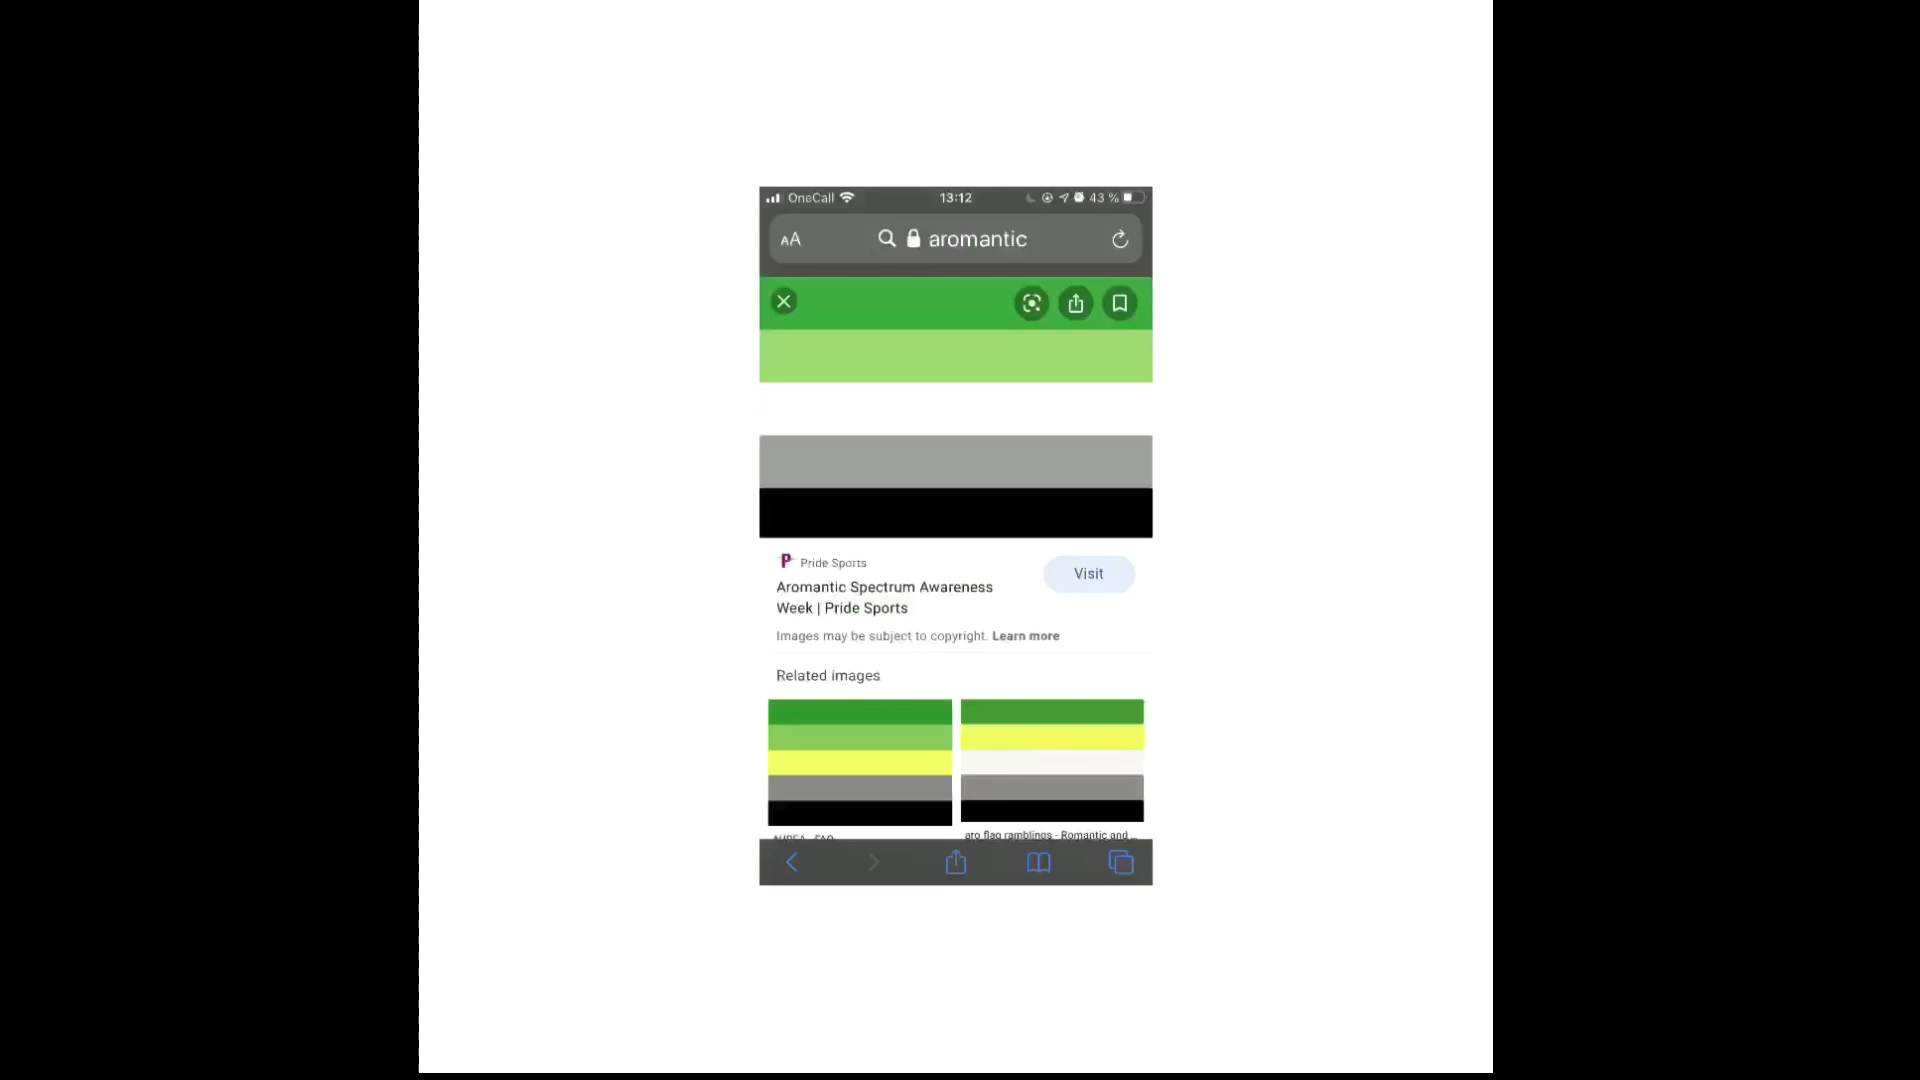 OneCall 13:12 43 %
AA aromantic
Pride Sports
Visit
Aromantic Spectrum Awareness
Week | Pride Sports
Images may be subject to copyright. Learn more
Related images
aro flag ramblings - Romantic and ...